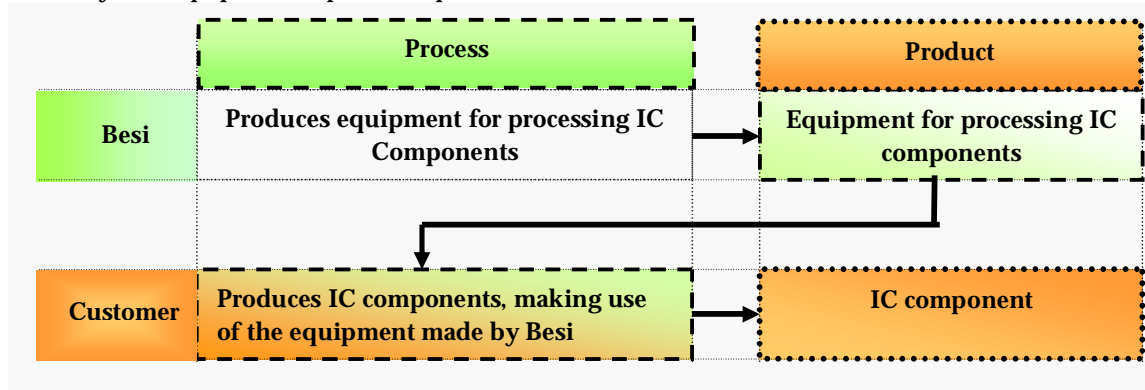 Process
Product
Besi
Produces equipment for processing IC
Components
Equipment for processing IC
components
Customer
Produces IC components, making use
of the equipment made by Besi
IC component